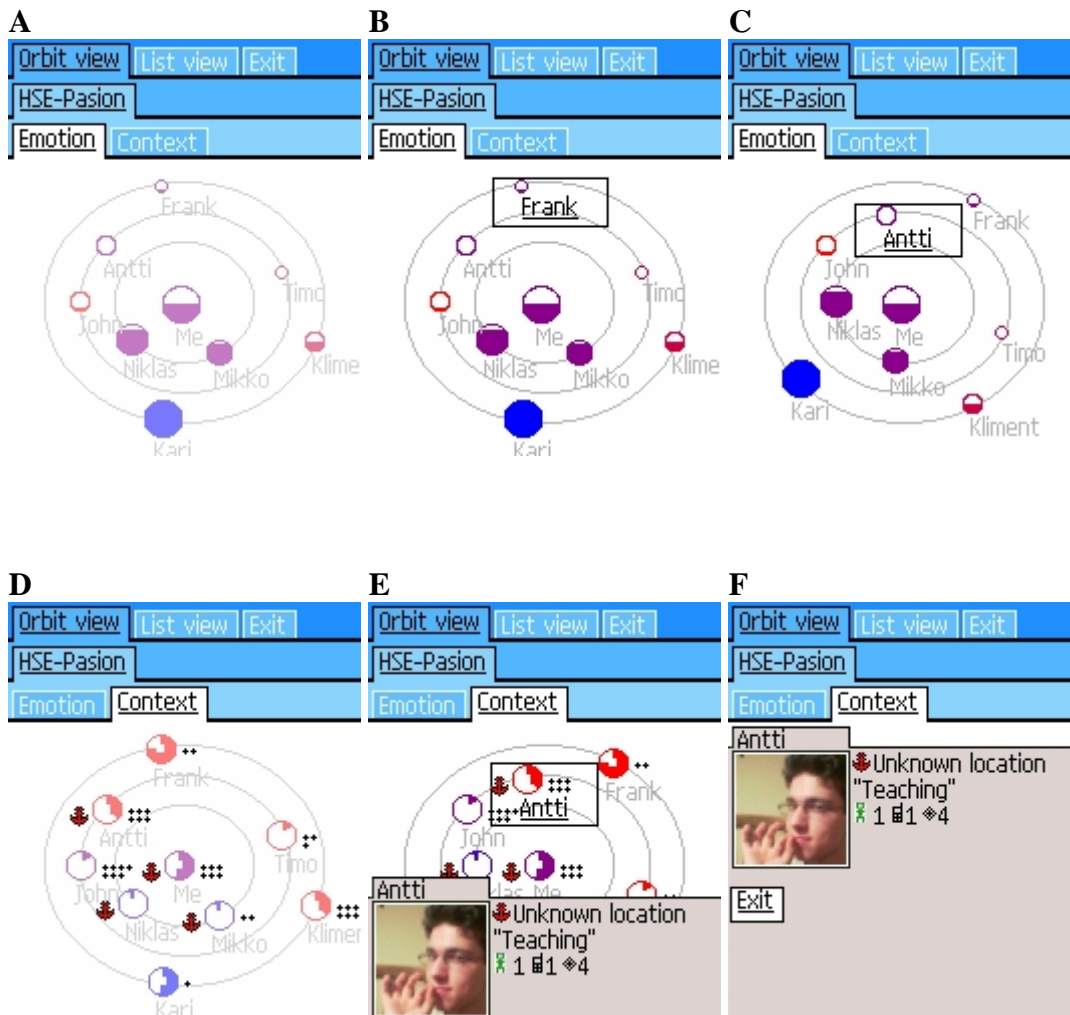 A
Orbit view List view Exit
HSE-Pasion
Emotion Context
Frank
Antti
Timo
John
Me
Niklas
Mikko
Klime
Kari
B
Orbit view List view Exit
HSE-Pasion
Emotion Context
Frank
Antti
Timo
John
Me
Niklas
Mikko
Klime
Kari
C
Orbit view List view Exit
HSE-Pasion
Emotion Context
Frank
Antti
John
Niklas
Me
Timo
Mikko
Kari
Kliment
D
Orbit view List view Exit
HSE-Pasion
Emotion Context
Frank
Antti
Timo
John
Me
Niklas
Mikko
Klimer
Kari
E
Orbit view List view Exit
HSE-Pasion
Emotion Context
Frank
Antti
John
klas Me
Antti
Unknown location
"Teaching"
1 1 4
F
Orbit view List view Exit
HSE-Pasion
Emotion Context
Antti
Unknown location
"Teaching"
1 1 4
Exit